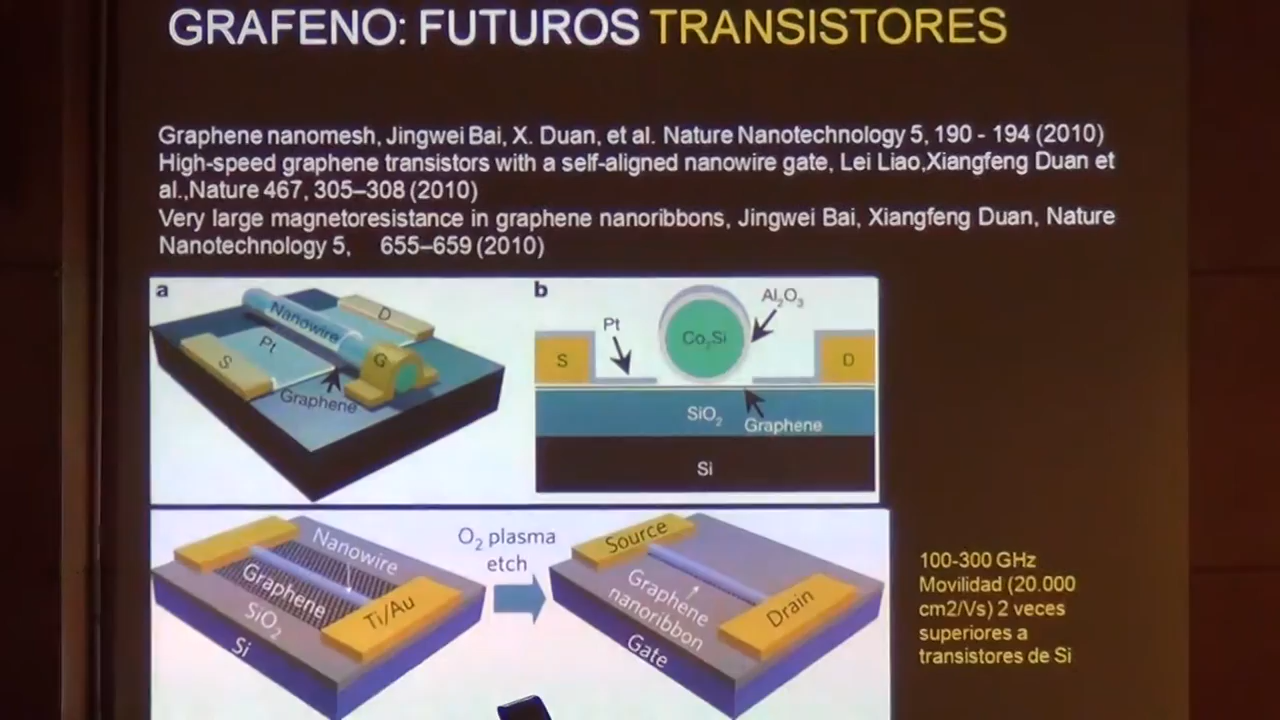 GRAFENO: FUTUROS TRANSISTORES
Graphene nanomesh, Jingwei Bai, X. Duan, et al. Nature Nanotechnology 5, 190 - 194 (2010)
High-speed graphene transistors with a self-aligned nanowire gate, Lei Liao,Xiangfeng Duan et
al.,Nature 467, 305–308 (2010)
Very large magnetoresistance in graphene nanoribbons, Jingwei Bai, Xiangfeng Duan, Nature
Nanotechnology 5, 655–659 (2010)
a
Nanowire
D
Pt
S
G
Graphene
b
Al2O3
Pt
Co2Si
S
D
SiO2
Graphene
Si
Nanowire
Graphene
SiO2
Si
Ti/Au
O2 plasma
etch
Source
Graphene
nanoribbon
Drain
Gate
100-300 GHz
Movilidad (20.000
cm2/Vs) 2 veces
superiores a
transistores de Si